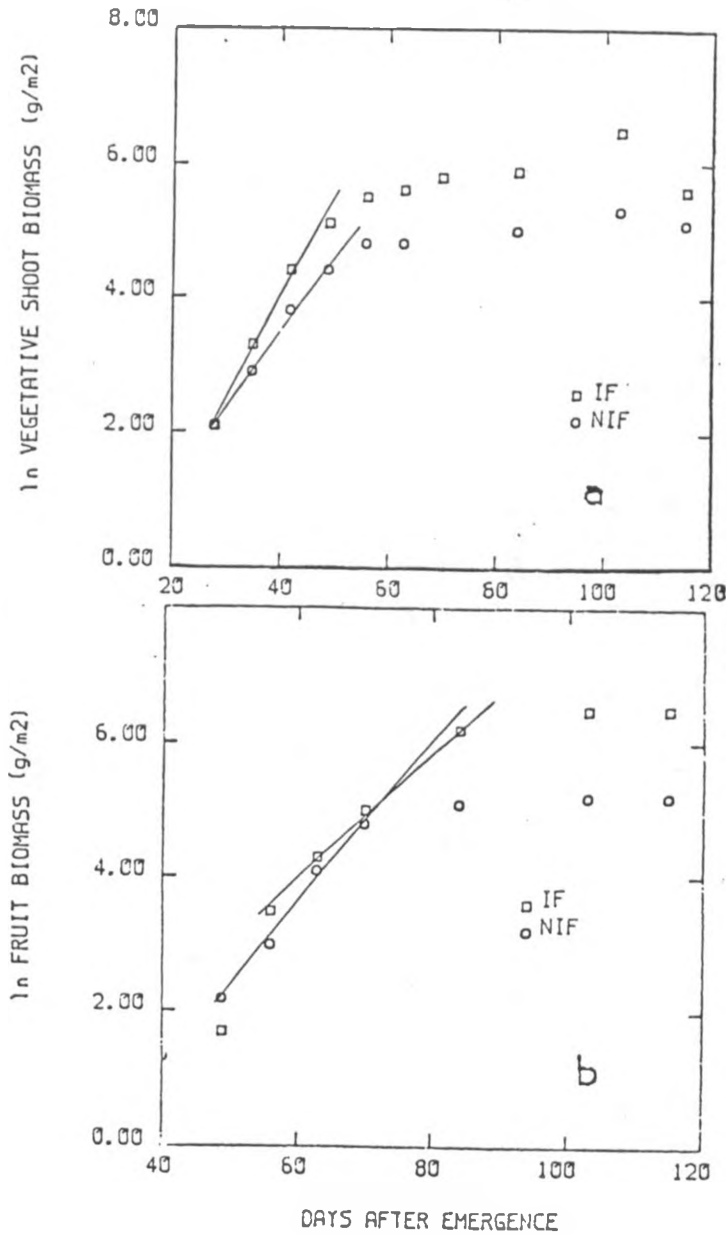 8.00
6.00
4.00
2.00
0.00
ln VEGETATIVE SHOOT BIOMASS (g/m2)
□ IF
○ NIF
a
20 40 60 80 100 120
6.00
4.00
2.00
0.00
ln FRUIT BIOMASS (g/m2)
□ IF
○ NIF
b
40 60 80 100 120
DAYS AFTER EMERGENCE